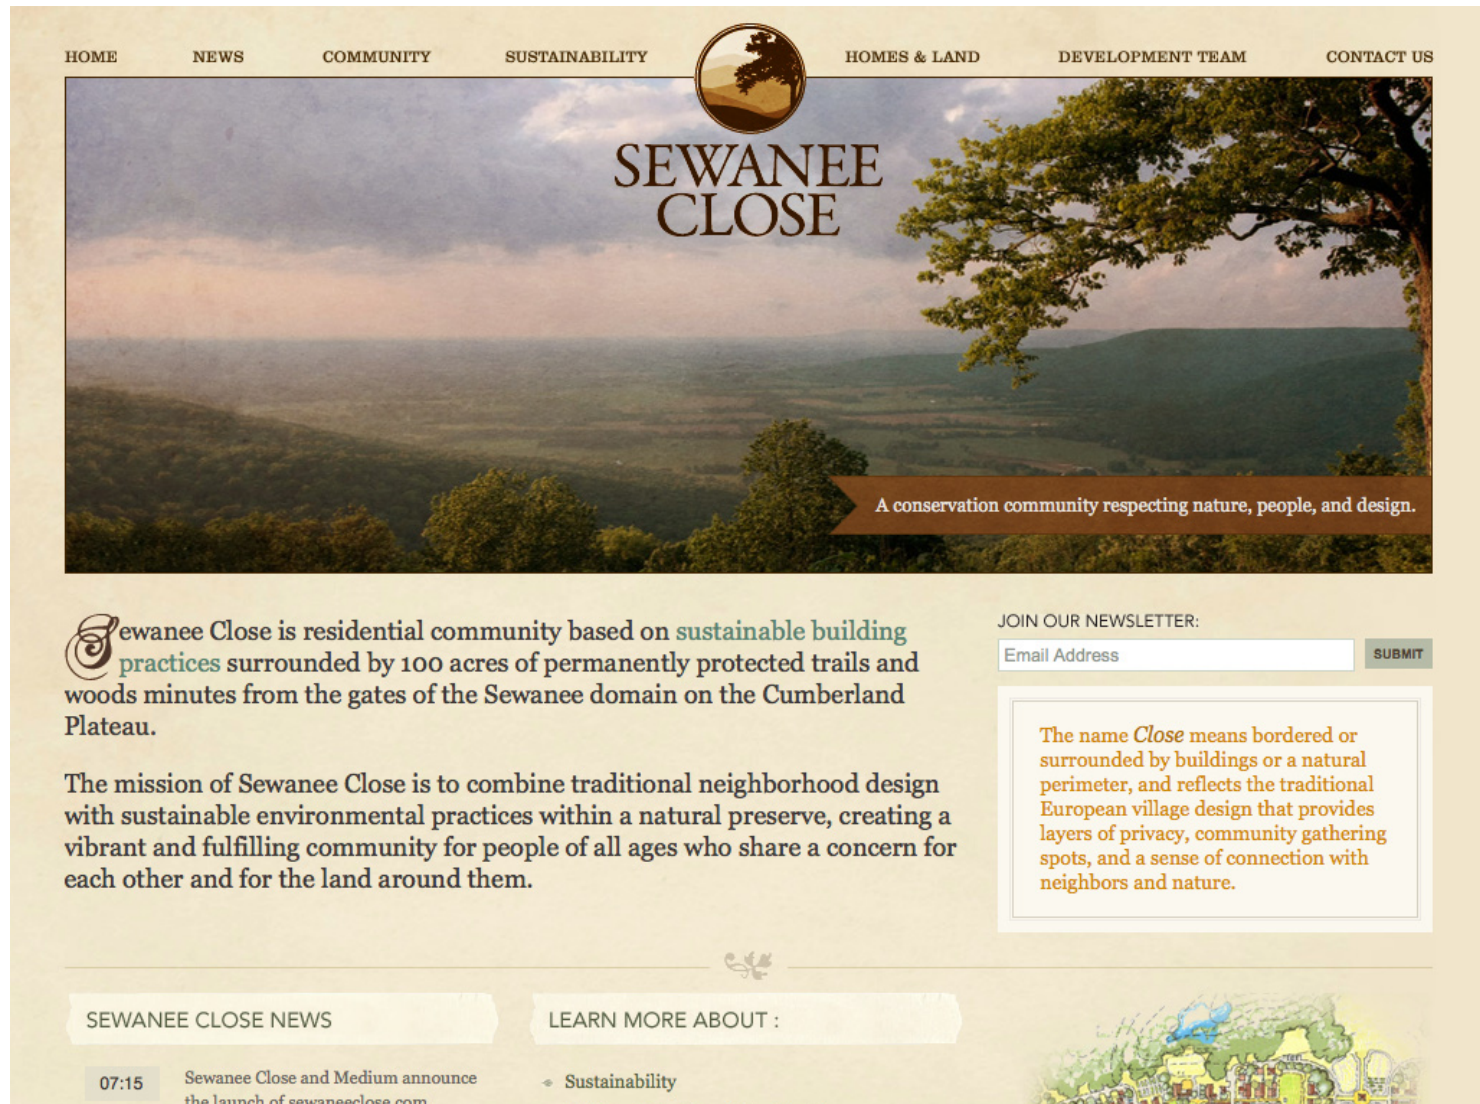 HOME NEWS COMMUNITY SUSTAINABILITY HOMES & LAND DEVELOPMENT TEAM CONTACT US
SEWANEE
CLOSE
A conservation community respecting nature, people, and design.
Sewanee Close is residential community based on sustainable building
practices surrounded by 100 acres of permanently protected trails and
woods minutes from the gates of the Sewanee domain on the Cumberland
Plateau.
The mission of Sewanee Close is to combine traditional neighborhood design
with sustainable environmental practices within a natural preserve, creating a
vibrant and fulfilling community for people of all ages who share a concern for
each other and for the land around them.
JOIN OUR NEWSLETTER:
Email Address SUBMIT
The name Close means bordered or
surrounded by buildings or a natural
perimeter, and reflects the traditional
European village design that provides
layers of privacy, community gathering
spots, and a sense of connection with
neighbors and nature.
SEWANEE CLOSE NEWS
07:15 Sewanee Close and Medium announce
the launch of sewaneeclose.com
LEARN MORE ABOUT :
Sustainability